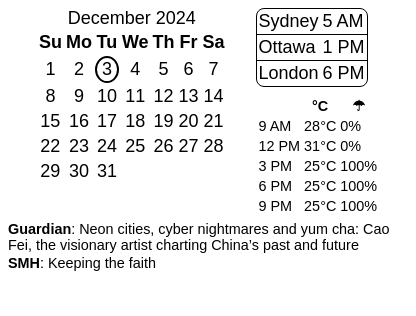 December 2024
Su Mo Tu We Th Fr Sa
1 2 3 4 5 6 7
8 9 10 11 12 13 14
15 16 17 18 19 20 21
22 23 24 25 26 27 28
29 30 31
Sydney 5 AM
Ottawa 1 PM
London 6 PM
°C ☂
9 AM 28°C 0%
12 PM 31°C 0%
3 PM 25°C 100%
6 PM 25°C 100%
9 PM 25°C 100%
Guardian: Neon cities, cyber nightmares and yum cha: Cao
Fei, the visionary artist charting China’s past and future
SMH: Keeping the faith